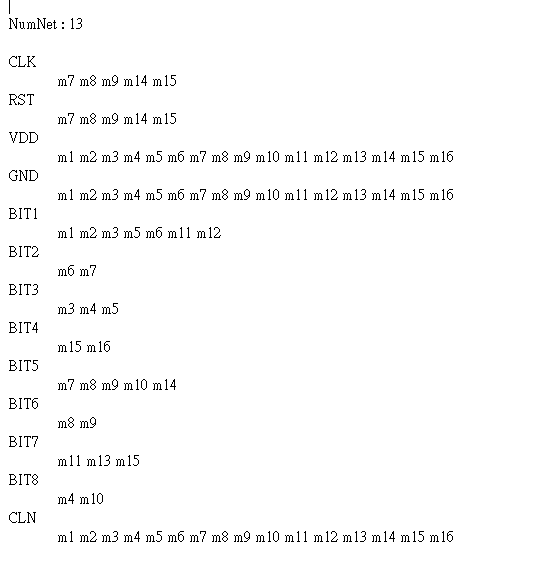 NumNet : 13
CLK
m7 m8 m9 m14 m15
RST
m7 m8 m9 m14 m15
VDD
m1 m2 m3 m4 m5 m6 m7 m8 m9 m10 m11 m12 m13 m14 m15 m16
GND
m1 m2 m3 m4 m5 m6 m7 m8 m9 m10 m11 m12 m13 m14 m15 m16
BIT1
m1 m2 m3 m5 m6 m11 m12
BIT2
m6 m7
BIT3
m3 m4 m5
BIT4
m15 m16
BIT5
m7 m8 m9 m10 m14
BIT6
m8 m9
BIT7
m11 m13 m15
BIT8
m4 m10
CLN
m1 m2 m3 m4 m5 m6 m7 m8 m9 m10 m11 m12 m13 m14 m15 m16